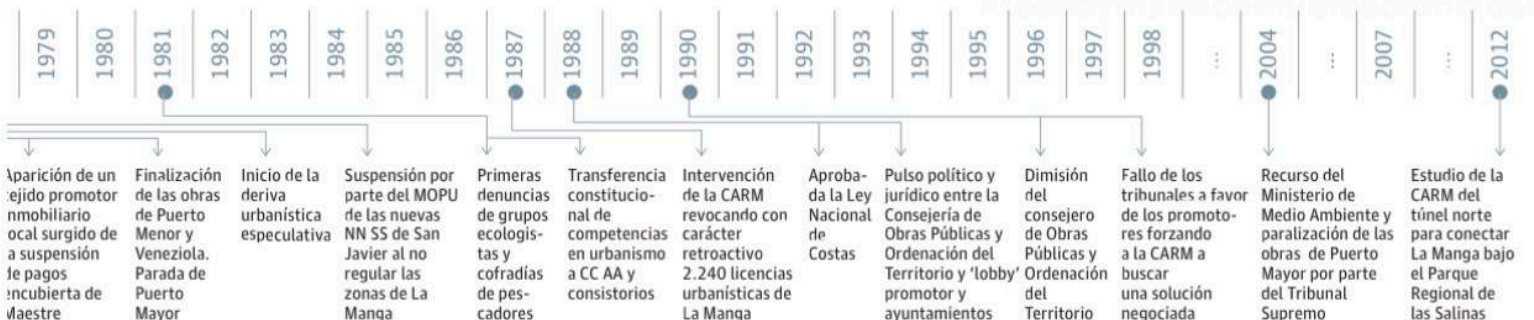 1979
1980
1981
1982
1983
1984
1985
1986
1987
1988
1989
1990
1991
1992
1993
1994
1995
1996
1997
1998
...
2004
...
2007
...
2012
Aparición de un
tejido promotor
inmobiliario
local surgido de
la suspensión
de pagos
encubierta de
Maestre
Finalización
de las obras
de Puerto
Menor y
Veneziola.
Parada de
Puerto
Mayor
Inicio de la
deriva
urbanística
especulativa
Suspensión por
parte del MOPU
de las nuevas
NN SS de San
Javier al no
regular las
zonas de La
Manga
Primeras
denuncias
de grupos
ecologis-
tas y
cofradías
de pes-
cadores
Transferencia
constitucio-
nal de
competencias
en urbanismo
a CC AA y
consistorios
Intervención
de la CARM
revocando con
carácter
retroactivo
2.240 licencias
urbanísticas de
La Manga
Aproba-
da la Ley
Nacional
de
Costas
Pulso político y
jurídico entre la
Consejería de
Obras Públicas y
Ordenación del
Territorio y 'lobby'
promotor y
ayuntamientos
Dimisión
del
consejero
de Obras
Públicas y
Ordenación
del
Territorio
Fallo de los
tribunales a favor
de los promoto-
res forzando
a la CARM a
buscar
una solución
negociada
Recurso del
Ministerio de
Medio Ambiente y
paralización de las
obras de Puerto
Mayor por parte
del Tribunal
Supremo
Estudio de la
CARM del
túnel norte
para conectar
La Manga bajo
el Parque
Regional de
las Salinas